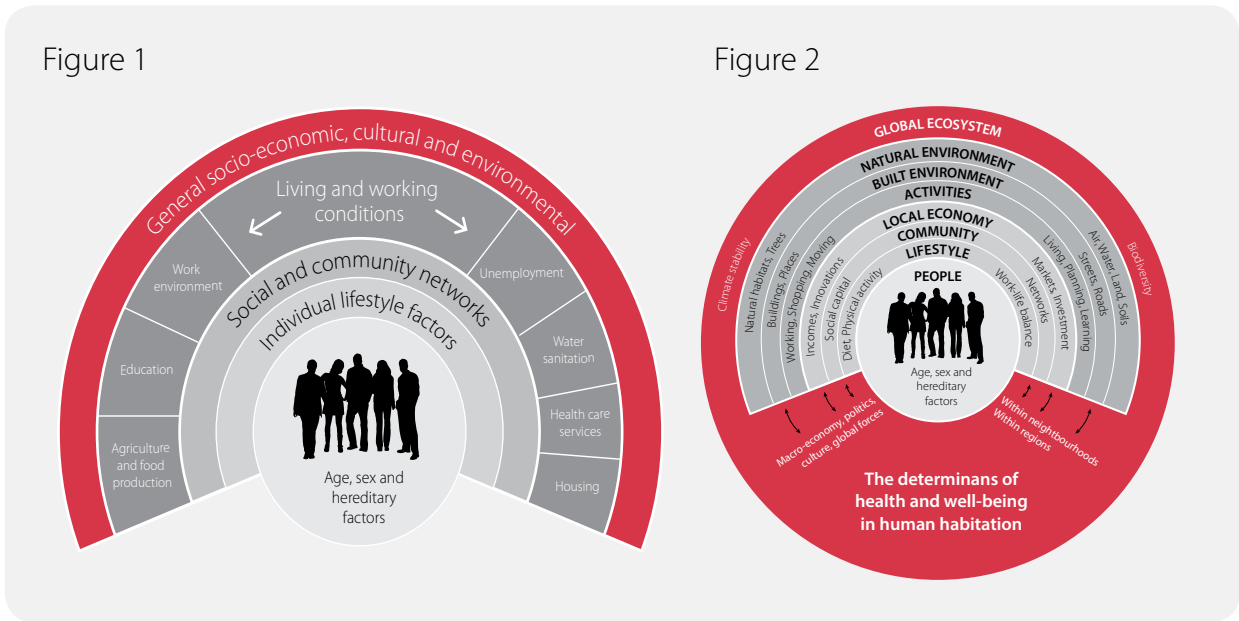 Figure 1
General socio-economic, cultural and environmental
Living and working
conditions
Work
environment
Education
Agriculture
and food
production
Unemployment
Water
sanitation
Health care
services
Housing
Social and community networks
Individual lifestyle factors
Age, sex and
hereditary
factors
Figure 2
GLOBAL ECOSYSTEM
NATURAL ENVIRONMENT
BUILT ENVIRONMENT
ACTIVITIES
LOCAL ECONOMY
COMMUNITY
LIFESTYLE
PEOPLE
Climate stability
Natural habitats, Trees
Buildings, Places
Working, Shopping, Moving
Incomes, Innovations
Social capital
Diet, Physical activity
Work-life balance
Networks
Markets, Investment
Living, Planning, Learning
Streets, Roads
Air, Water, Land, Soils
Biodiversity
Age, sex and
hereditary
factors
Macro-economy, politics,
culture, global forces
Within neighbourhoods
Within regions
The determinans of
health and well-being
in human habitation